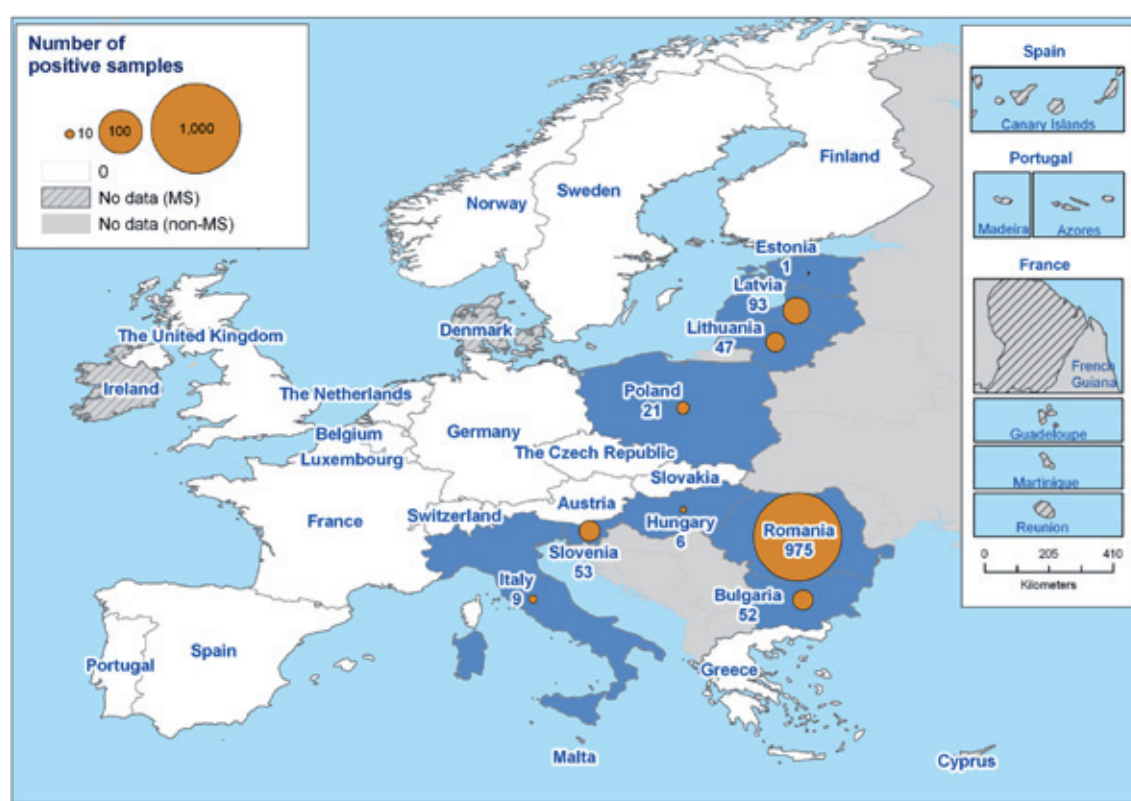 Number of
positive samples
10
100
1,000
0
No data (MS)
No data (non-MS)
Norway
Sweden
Finland
Estonia
1
Latvia
93
Lithuania
47
The United Kingdom
Ireland
Denmark
The Netherlands
Belgium
Luxembourg
Germany
Poland
21
The Czech Republic
Slovakia
Austria
France
Switzerland
Hungary
6
Romania
975
Slovenia
53
Italy
9
Bulgaria
52
Portugal
Spain
Greece
Malta
Cyprus
Spain
Canary Islands
Portugal
Madeira
Azores
France
French
Guiana
Guadeloupe
Martinique
Reunion
0 205 410
Kilometers